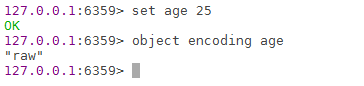 127.0.0.1:6359> set age 25
OK
127.0.0.1:6359> object encoding age
"raw"
127.0.0.1:6359>